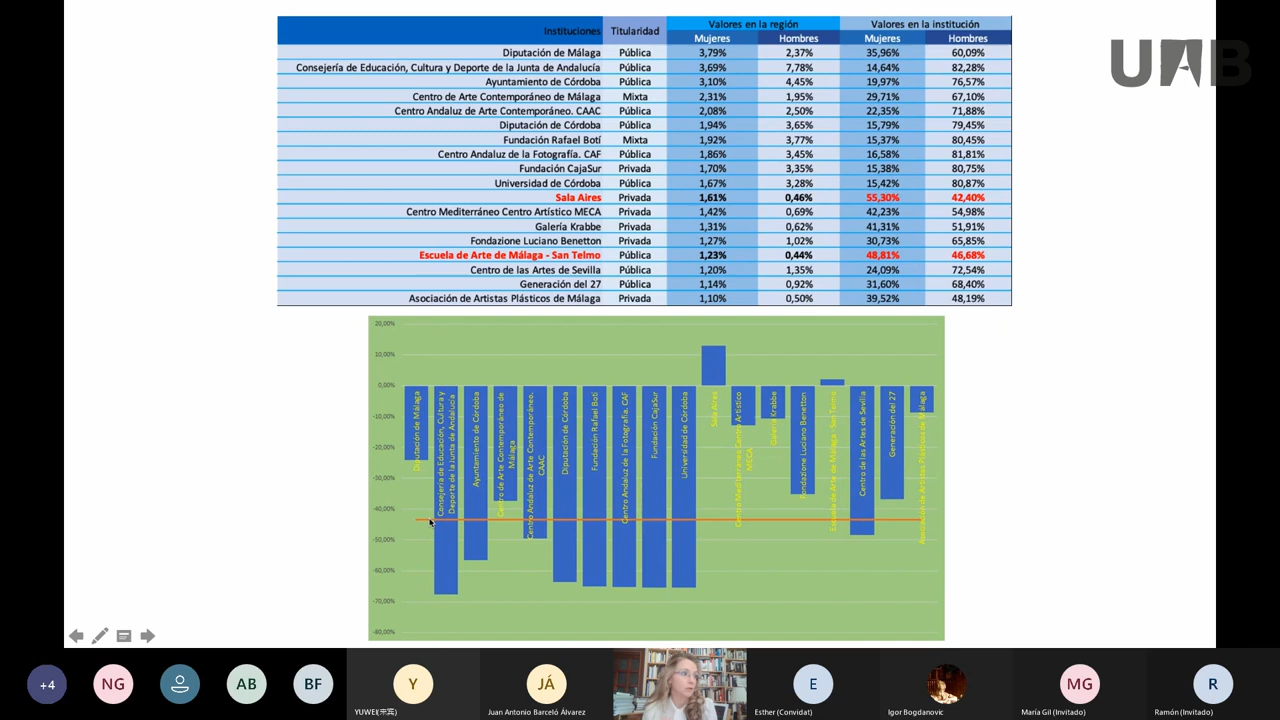 Instituciones Titularidad Valores en la región Valores en la institución
Mujeres Hombres Mujeres Hombres
Diputación de Málaga Pública 3,79% 2,37% 35,96% 60,09%
Consejería de Educación, Cultura y Deporte de la Junta de Andalucía Pública 3,69% 7,78% 14,64% 82,28%
Ayuntamiento de Córdoba Pública 3,10% 4,45% 19,97% 76,57%
Centro de Arte Contemporáneo de Málaga Mixta 2,31% 1,95% 29,71% 67,10%
Centro Andaluz de Arte Contemporáneo. CAAC Pública 2,08% 2,50% 22,35% 71,88%
Diputación de Córdoba Pública 1,94% 3,65% 15,79% 79,45%
Fundación Rafael Botí Mixta 1,92% 3,77% 15,37% 80,45%
Centro Andaluz de la Fotografía. CAF Pública 1,86% 3,45% 16,58% 81,81%
Fundación CajaSur Privada 1,70% 3,35% 15,38% 80,75%
Universidad de Córdoba Pública 1,67% 3,28% 15,42% 80,87%
Sala Aires Privada 1,61% 0,46% 55,30% 42,40%
Centro Mediterráneo Centro Artístico MECA Privada 1,42% 0,69% 42,23% 54,98%
Galería Krabbe Privada 1,31% 0,62% 41,31% 51,91%
Fondazione Luciano Benetton Privada 1,27% 1,02% 30,73% 65,85%
Escuela de Arte de Málaga - San Telmo Pública 1,23% 0,44% 48,81% 46,68%
Centro de las Artes de Sevilla Pública 1,20% 1,35% 24,09% 72,54%
Generación del 27 Pública 1,14% 0,92% 31,60% 68,40%
Asociación de Artistas Plásticos de Málaga Privada 1,10% 0,50% 39,52% 48,19%
UAB
20,00%
10,00%
0,00%
-10,00%
-20,00%
-30,00%
-40,00%
-50,00%
-60,00%
-70,00%
-80,00%
Diputación de Málaga
Consejería de Educación, Cultura y
Deporte de la Junta de Andalucía
Ayuntamiento de Córdoba
Centro de Arte Contemporáneo de
Málaga
Centro Andaluz de Arte Contemporáneo.
CAAC
Diputación de Córdoba
Fundación Rafael Botí
Centro Andaluz de la Fotografía. CAF
Fundación CajaSur
Universidad de Córdoba
Sala Aires
Centro Mediterráneo Centro Artístico
MECA
Galería Krabbe
Fondazione Luciano Benetton
Escuela de Arte de Málaga - San Telmo
Centro de las Artes de Sevilla
Generación del 27
Asociación de Artistas Plásticos de Málaga
+4
NG
AB
BF
Y
JÁ
E
MG
R
Juan Antonio Barceló Álvarez
Esther (Convidat)
Igor Bogdanovic
María Gil (Invitado)
Ramón (Invitado)